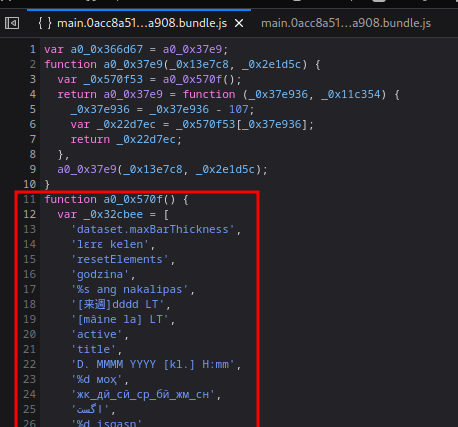 main.0acc8a51...a908.bundle.js main.0acc8a51...a908.bundle.js
1 var a0_0x366d67 = a0_0x37e9;
2 function a0_0x37e9(_0x13e7c8, _0x2e1d5c) {
3 var _0x570f53 = a0_0x570f();
4 return a0_0x37e9 = function (_0x37e936, _0x11c354) {
5 _0x37e936 = _0x37e936 - 107;
6 var _0x22d7ec = _0x570f53[_0x37e936];
7 return _0x22d7ec;
8 },
9 a0_0x37e9(_0x13e7c8, _0x2e1d5c);
10 }
11 function a0_0x570f() {
12 var _0x32cbee = [
13 'dataset.maxBarThickness',
14 'lɛrɛ kelen',
15 'resetElements',
16 'godzina',
17 '%s ang nakalipas',
18 '[来週]dddd LT',
19 '[mâine la] LT',
20 'active',
21 'title',
22 'D. MMMM YYYY [kl.] H:mm',
23 '%d моҳ',
24 'жк_дй_сй_ср_бй_жм_сн',
25 'اگست',
26 '%d isqasn'